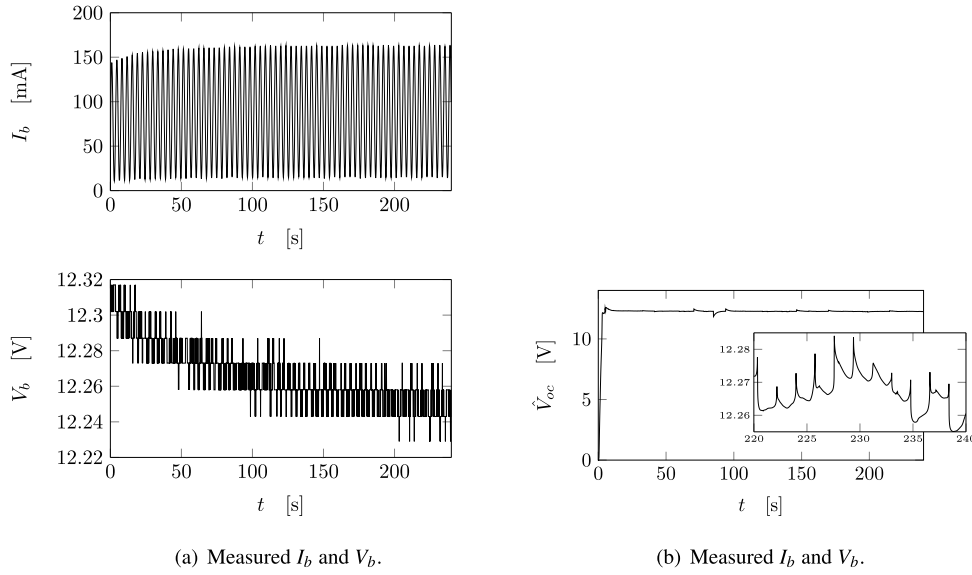 200
150
100
50
0
I_b [mA]
0 50 100 150 200
t [s]
12.32
12.3
12.28
12.26
12.24
12.22
V_b [V]
0 50 100 150 200
t [s]
(a) Measured I_b and V_b.
10
5
0
V̂_oc [V]
0 50 100 150 200
t [s]
12.28
12.27
12.26
220 225 230 235 240
(b) Measured I_b and V_b.